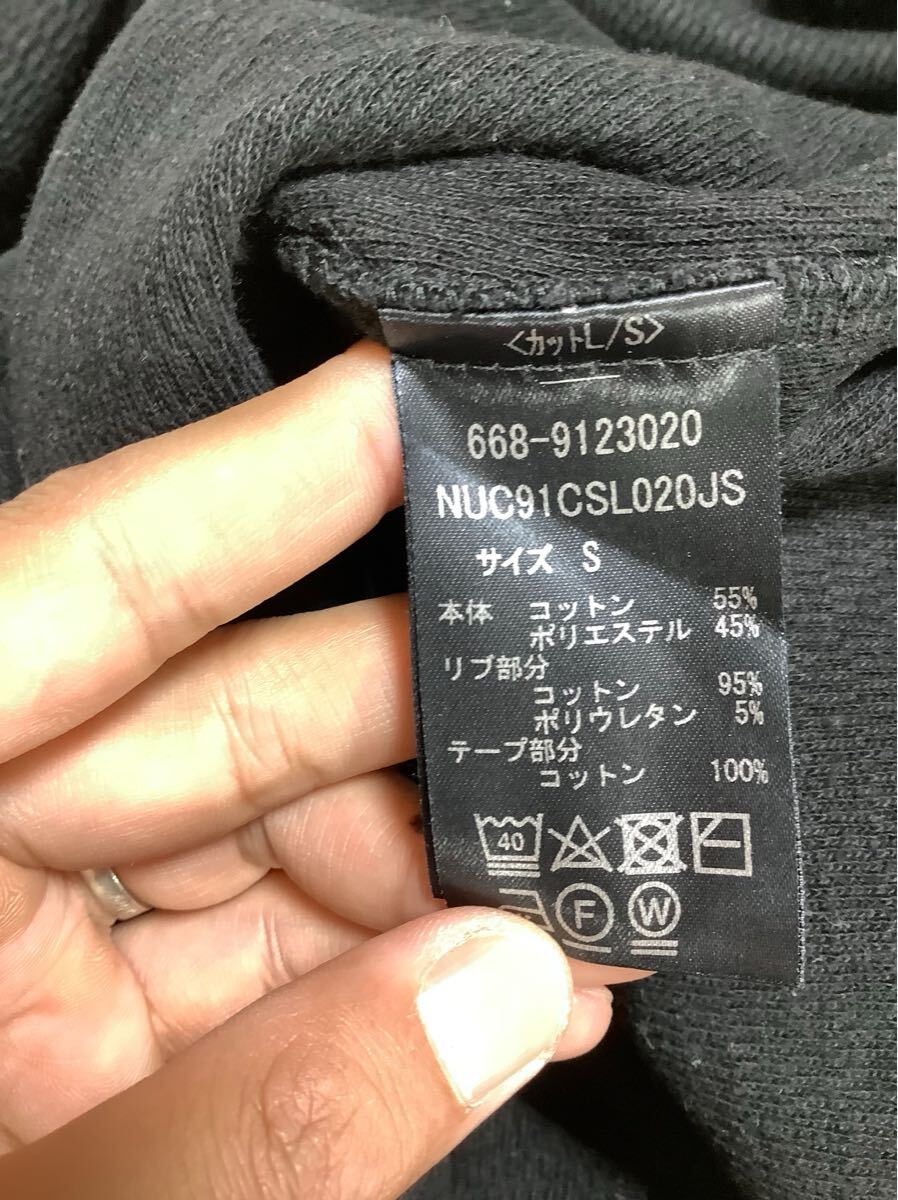 〈カットL/S〉
668-9123020
NUC91CSL020JS
サイズ S
本体 コットン 55%
ポリエステル 45%
リブ部分
コットン 95%
ポリウレタン 5%
テープ部分
コットン 100%
40
F W